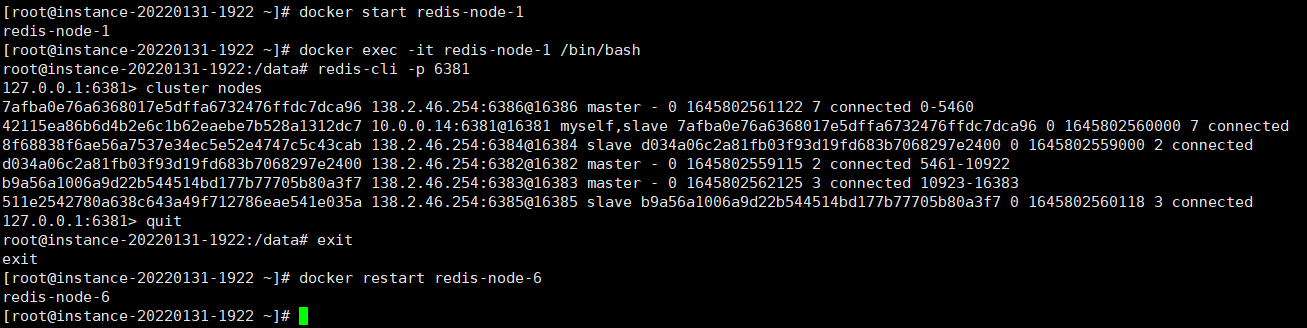 [root@instance-20220131-1922 ~]# docker start redis-node-1
redis-node-1
[root@instance-20220131-1922 ~]# docker exec -it redis-node-1 /bin/bash
root@instance-20220131-1922:/data# redis-cli -p 6381
127.0.0.1:6381> cluster nodes
7afba0e76a6368017e5dffa6732476ffdc7dca96 138.2.46.254:6386@16386 master - 0 1645802561122 7 connected 0-5460
42115ea86b6d4b2e6c1b62eaebe7b528a1312dc7 10.0.0.14:6381@16381 myself,slave 7afba0e76a6368017e5dffa6732476ffdc7dca96 0 1645802560000 7 connected
8f68838f6ae56a7537e34ec5e52e4747c5c43cab 138.2.46.254:6384@16384 slave d034a06c2a81fb03f93d19fd683b7068297e2400 0 1645802559000 2 connected
d034a06c2a81fb03f93d19fd683b7068297e2400 138.2.46.254:6382@16382 master - 0 1645802559115 2 connected 5461-10922
b9a56a1006a9d22b544514bd177b77705b80a3f7 138.2.46.254:6383@16383 master - 0 1645802562125 3 connected 10923-16383
511e2542780a638c643a49f712786eae541e035a 138.2.46.254:6385@16385 slave b9a56a1006a9d22b544514bd177b77705b80a3f7 0 1645802560118 3 connected
127.0.0.1:6381> quit
root@instance-20220131-1922:/data# exit
exit
[root@instance-20220131-1922 ~]# docker restart redis-node-6
redis-node-6
[root@instance-20220131-1922 ~]#